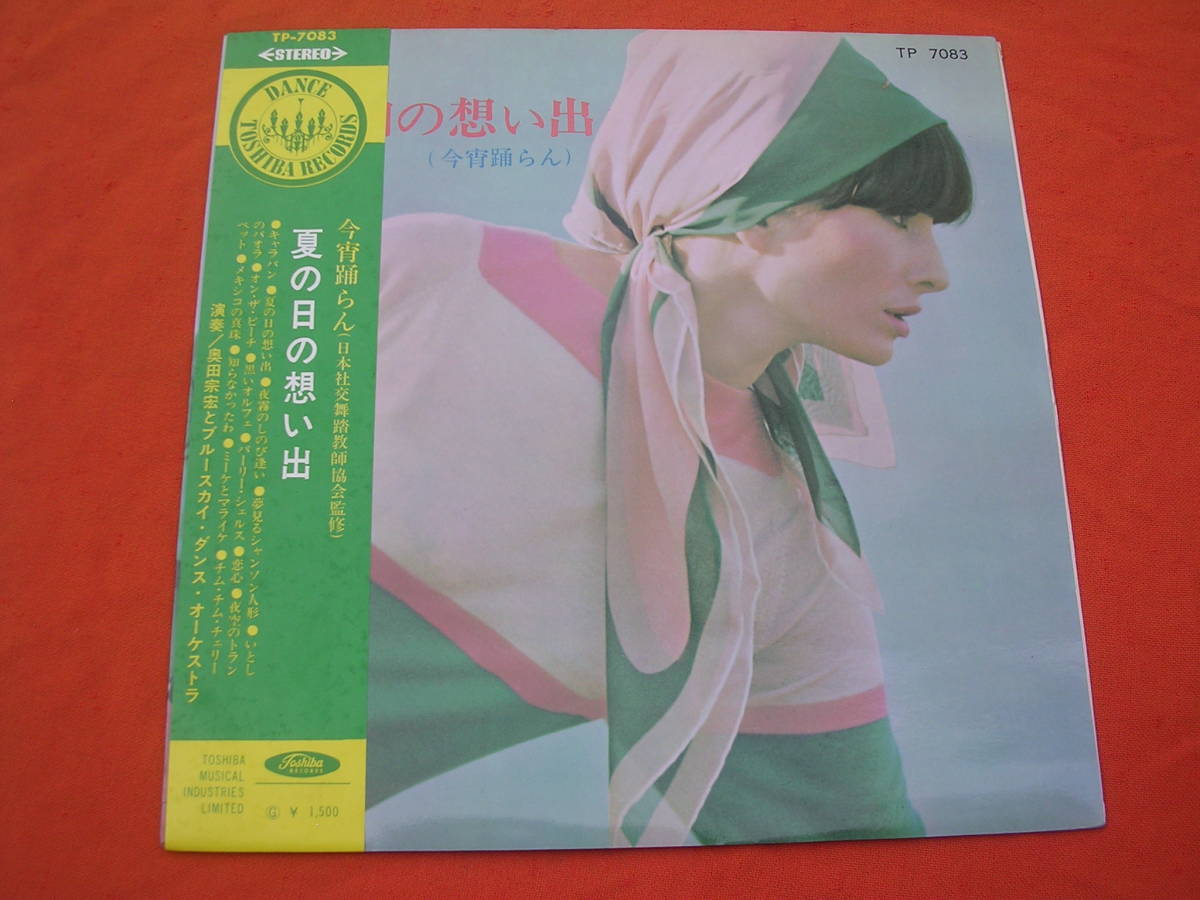 TP-7083
STEREO
DANCE
TOSHIBA RECORDS
今宵踊らん(日本社交舞踏教師協会監修)
夏の日の想い出
●キャラバン ●夏の日の想い出 ●夜霧のしのび逢い ●夢見るシャンソン人形 ●いとし
のパオラ ●オン・ザ・ビーチ ●黒いオルフェ ●パーリー・シェルス ●恋心 ●夜空のトラン
ペット ●メキシコの真珠 ●知らなかったわ ●ミーケとマライケ ●チム・チム・チェリー
演奏/奥田宗宏とブルースカイ・ダンス・オーケストラ
TOSHIBA
MUSICAL
INDUSTRIES
LIMITED
Toshiba
RECORDS
Ⓖ ¥ 1,500
TP 7083
の想い出
(今宵踊らん)